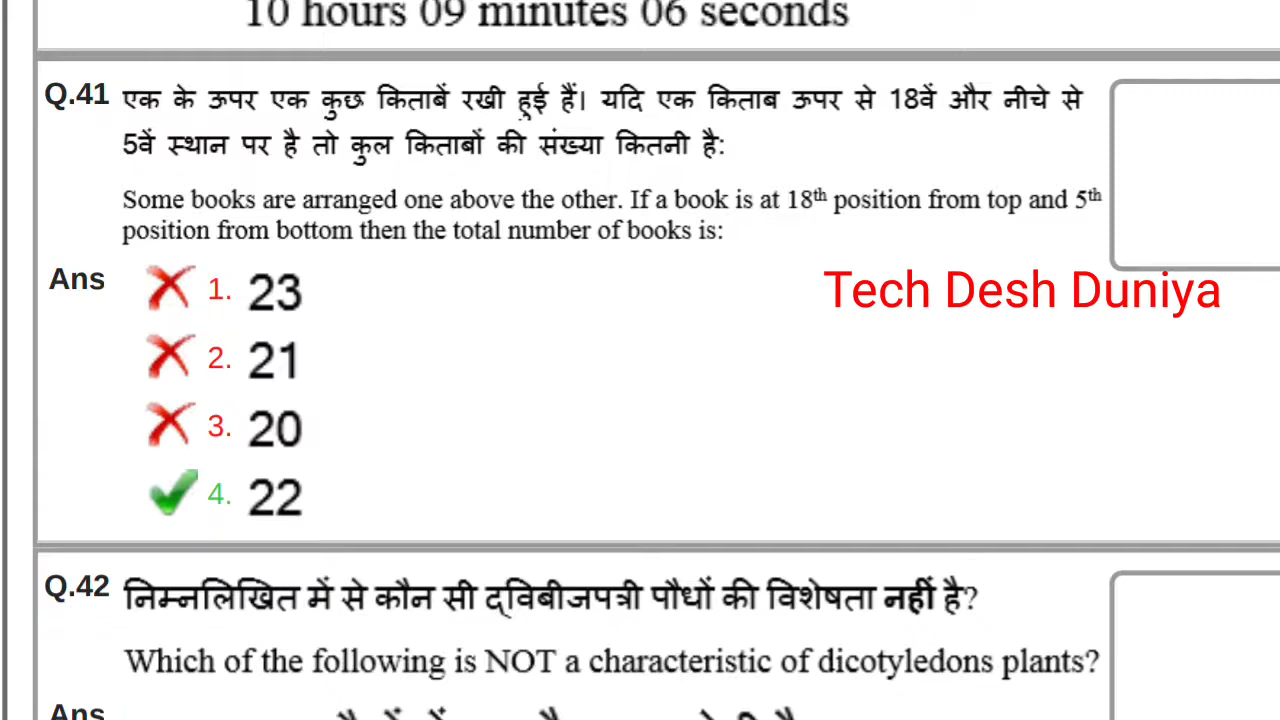 10 hours 09 minutes 06 seconds
Q.41 एक के ऊपर एक कुछ किताबें रखी हुई हैं। यदि एक किताब ऊपर से 18वें और नीचे से
5वें स्थान पर है तो कुल किताबों की संख्या कितनी है:
Some books are arranged one above the other. If a book is at 18th position from top and 5th
position from bottom then the total number of books is:
Ans 1. 23
Tech Desh Duniya
2. 21
3. 20
4. 22
Q.42 निम्नलिखित में से कौन सी द्विबीजपत्री पौधों की विशेषता नहीं है?
Which of the following is NOT a characteristic of dicotyledons plants?
Ans